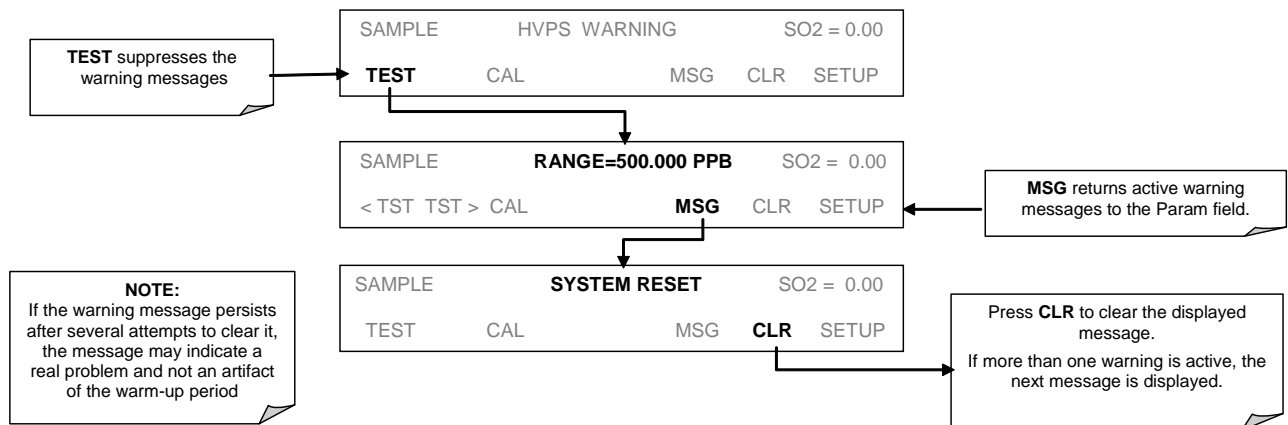 SAMPLE HVPS WARNING SO2 = 0.00
TEST CAL MSG CLR SETUP
TEST suppresses the
warning messages
SAMPLE RANGE=500.000 PPB SO2 = 0.00
< TST TST > CAL MSG CLR SETUP
MSG returns active warning
messages to the Param field.
SAMPLE SYSTEM RESET SO2 = 0.00
TEST CAL MSG CLR SETUP
NOTE:
If the warning message persists
after several attempts to clear it,
the message may indicate a
real problem and not an artifact
of the warm-up period
Press CLR to clear the displayed
message.
If more than one warning is active, the
next message is displayed.